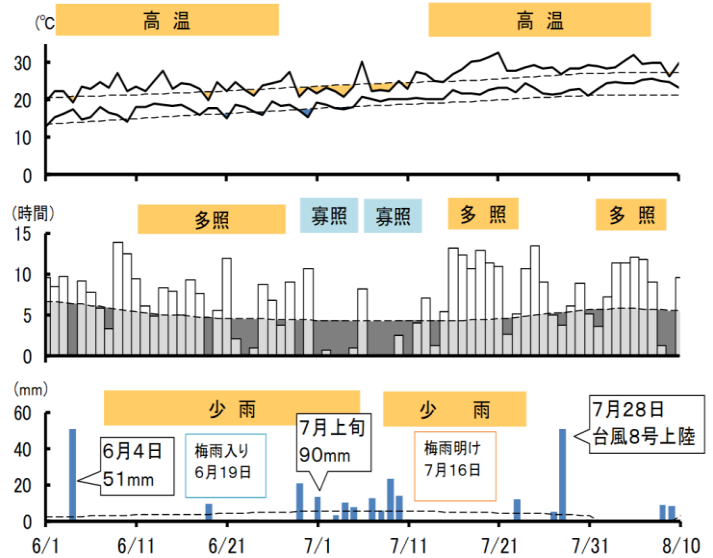 (℃
高 温
高 温
30
20
10
0
(時間)
多照
寡照
寡照
多 照
多 照
15
10
5
0
(mm)
少 雨
少 雨
60
40
20
0
6月4日
51mm
梅雨入り
6月19日
7月上旬
90mm
梅雨明け
7月16日
7月28日
台風8号上陸
6/1
6/11
6/21
7/1
7/11
7/21
7/31
8/10